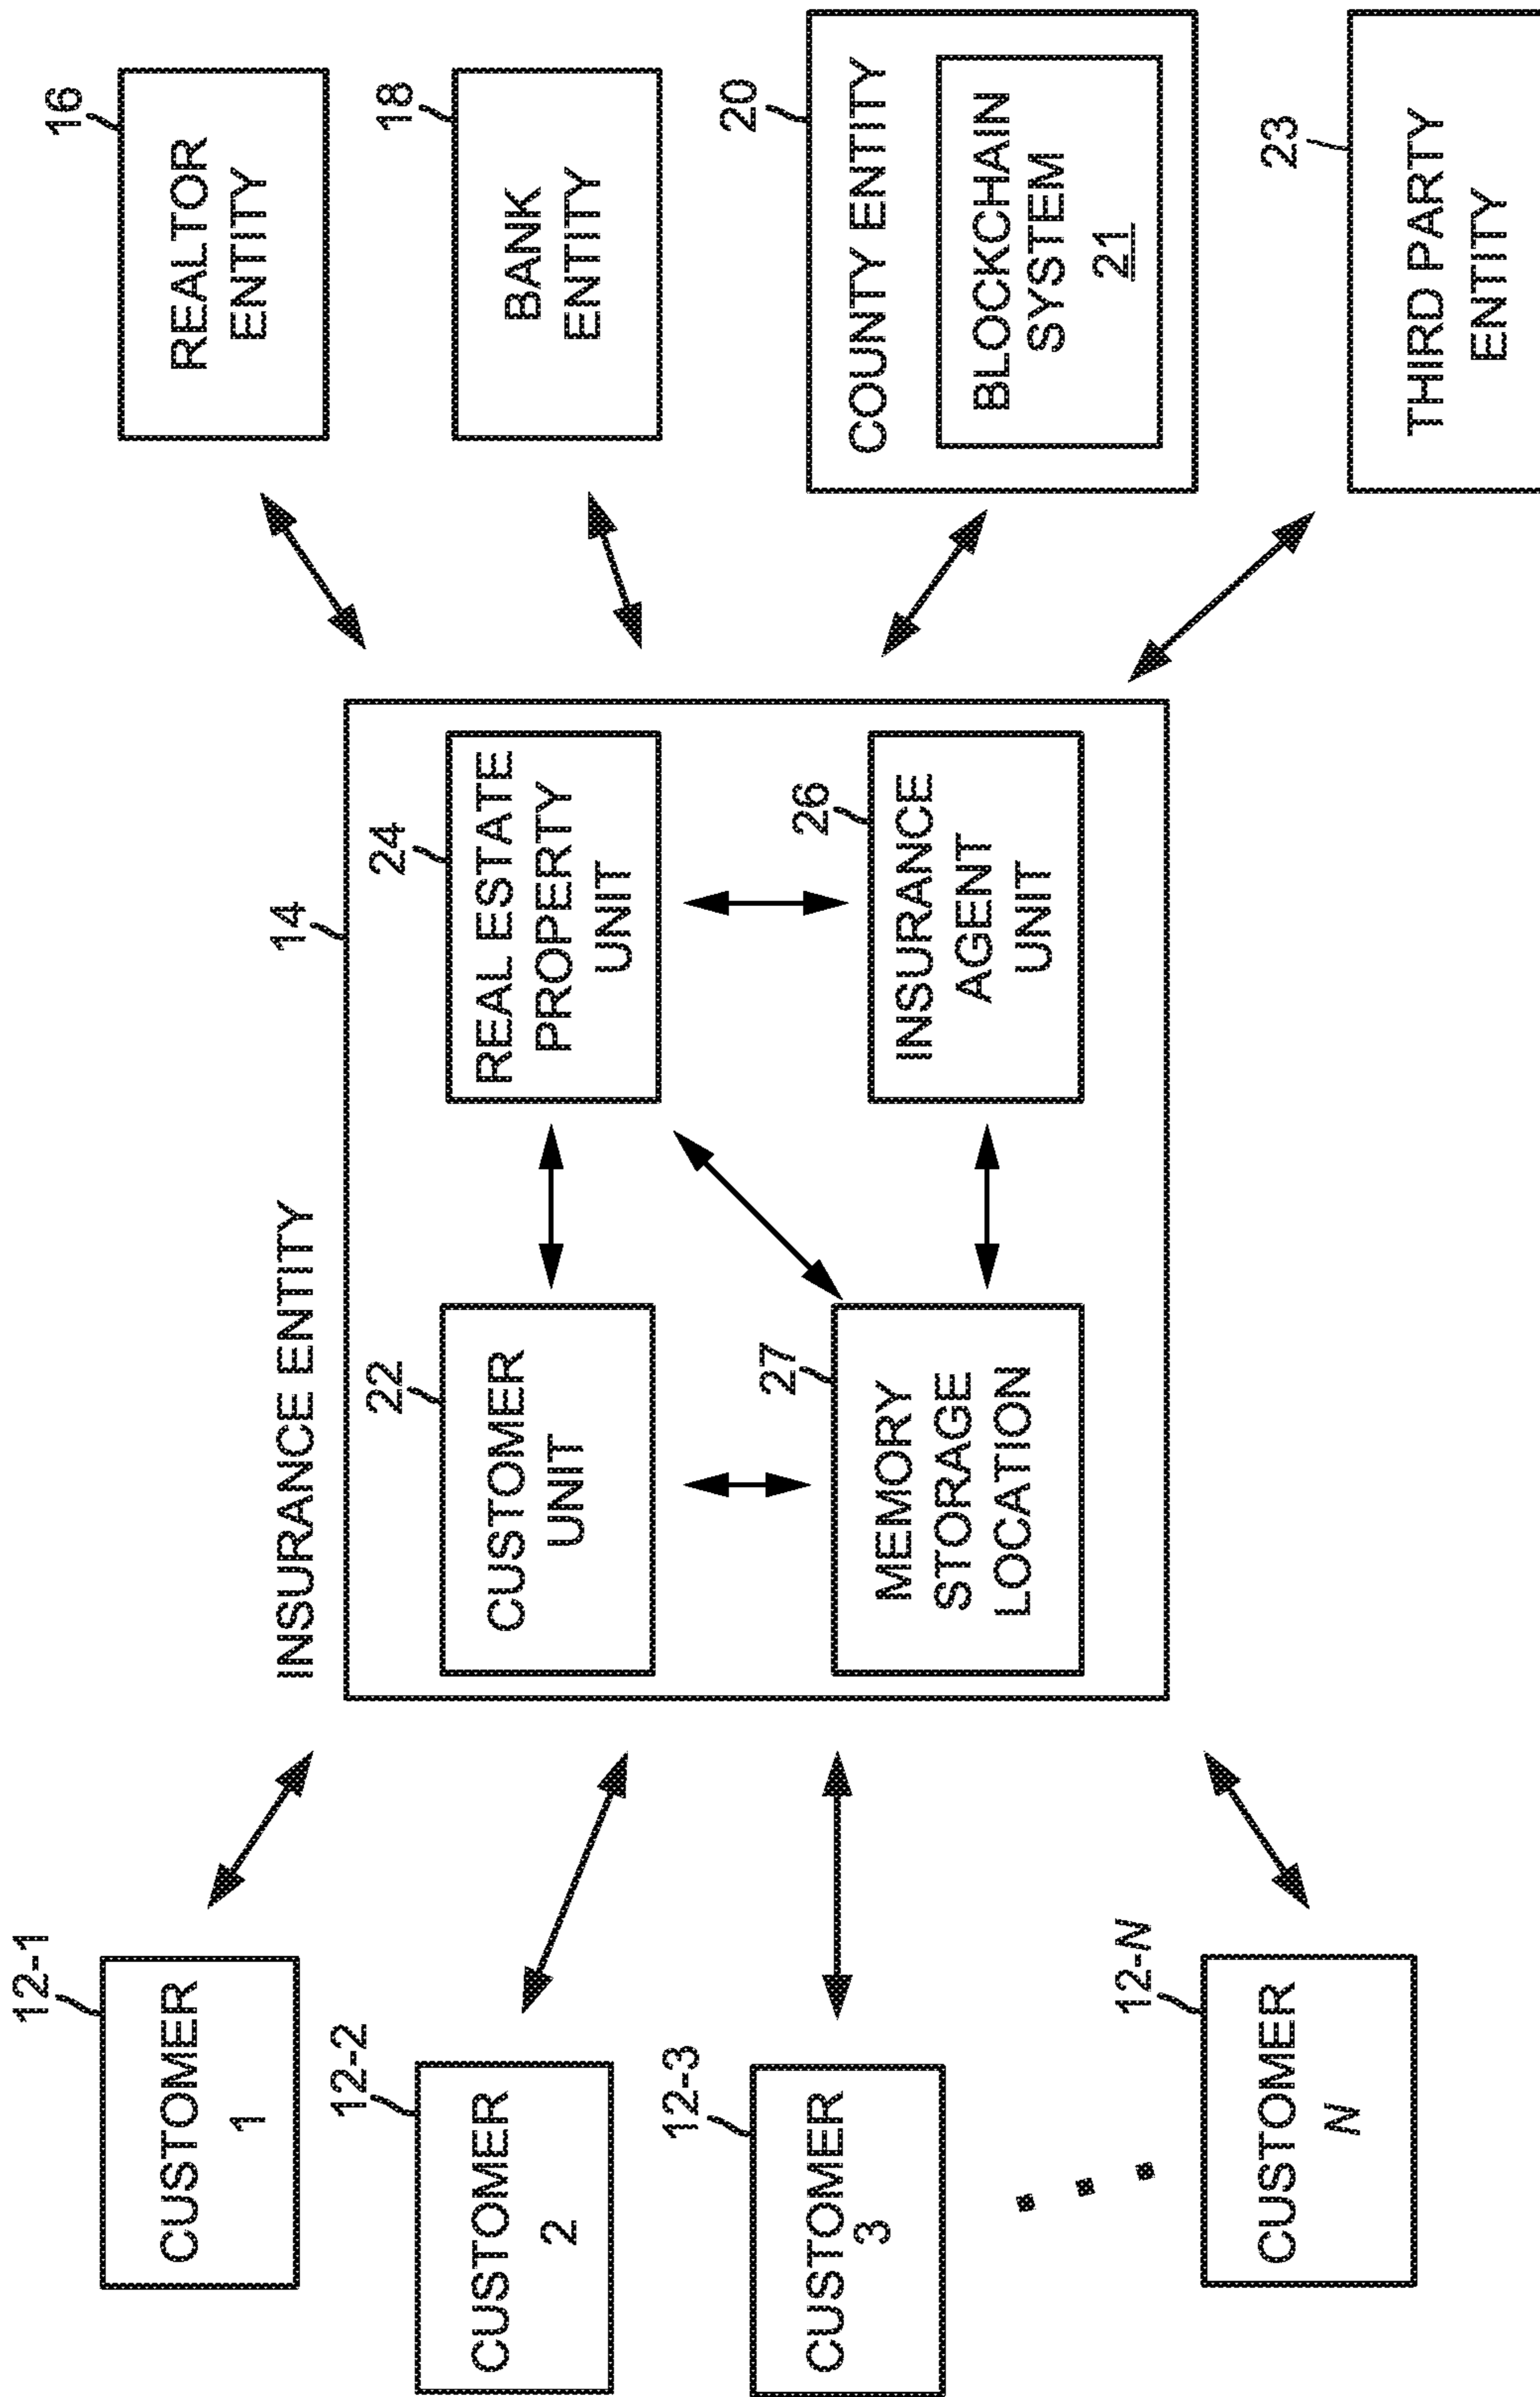 12-1
CUSTOMER
1
12-2
CUSTOMER
2
12-3
CUSTOMER
3
12-N
CUSTOMER
N
INSURANCE ENTITY
14
22
CUSTOMER
UNIT
24
REAL ESTATE
PROPERTY
UNIT
27
MEMORY
STORAGE
LOCATION
26
INSURANCE
AGENT
UNIT
16
REALTOR
ENTITY
18
BANK
ENTITY
20
COUNTY ENTITY
BLOCKCHAIN
SYSTEM
21
23
THIRD PARTY
ENTITY